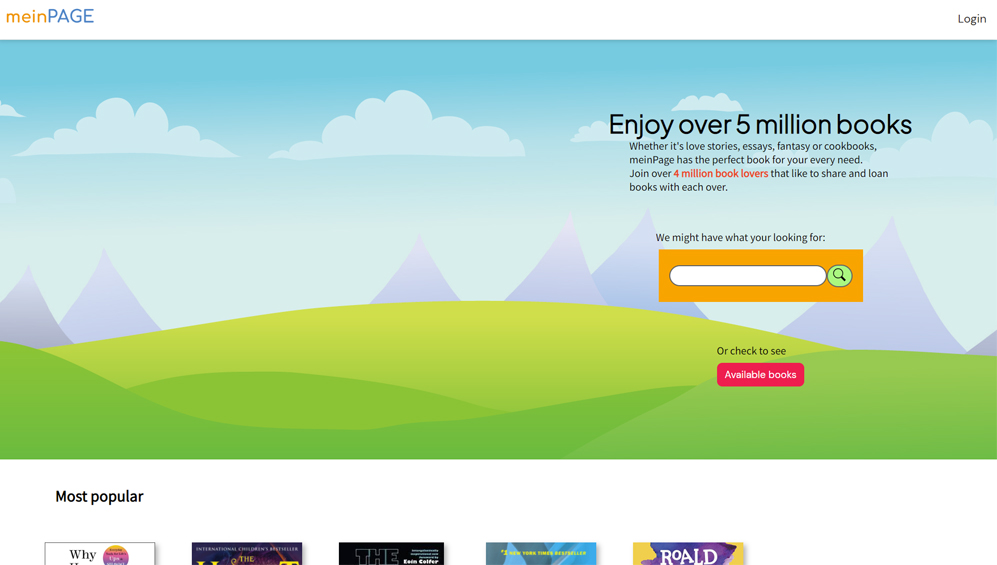 meinPAGE
Login
Enjoy over 5 million books
Whether it's love stories, essays, fantasy or cookbooks,
meinPage has the perfect book for your every need.
Join over 4 million book lovers that like to share and loan
books with each over.
We might have what your looking for:
Or check to see
Available books
Most popular
Why
INTERNATIONAL CHILDREN'S BESTSELLER
THE
THE
Eoin Colfer
#1 NEW YORK TIMES BESTSELLER
ROALD